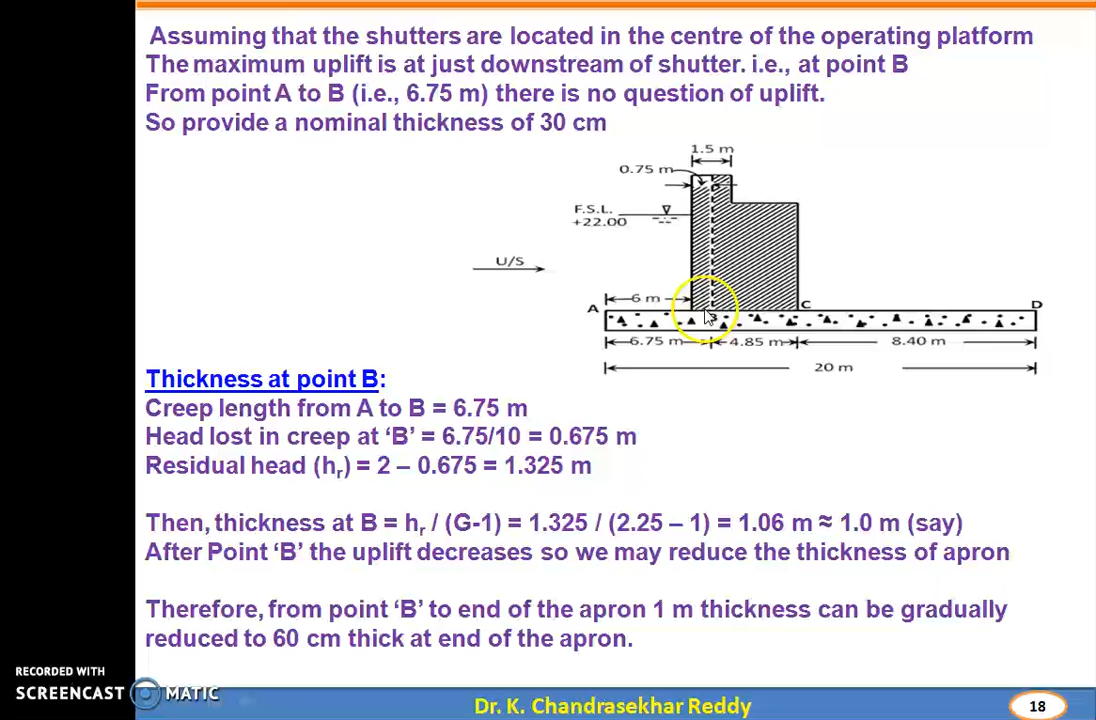 Assuming that the shutters are located in the centre of the operating platform
The maximum uplift is at just downstream of shutter. i.e., at point B
From point A to B (i.e., 6.75 m) there is no question of uplift.
So provide a nominal thickness of 30 cm
1.5 m
0.75 m
F.S.L.
+22.00
U/S
6 m
A
C
D
6.75 m
4.85 m
8.40 m
20 m
Thickness at point B:
Creep length from A to B = 6.75 m
Head lost in creep at ‘B’ = 6.75/10 = 0.675 m
Residual head (hr) = 2 – 0.675 = 1.325 m
Then, thickness at B = hr / (G-1) = 1.325 / (2.25 – 1) = 1.06 m ≈ 1.0 m (say)
After Point ‘B’ the uplift decreases so we may reduce the thickness of apron
Therefore, from point ‘B’ to end of the apron 1 m thickness can be gradually
reduced to 60 cm thick at end of the apron.
RECORDED WITH
SCREENCAST MATIC
Dr. K. Chandrasekhar Reddy
18